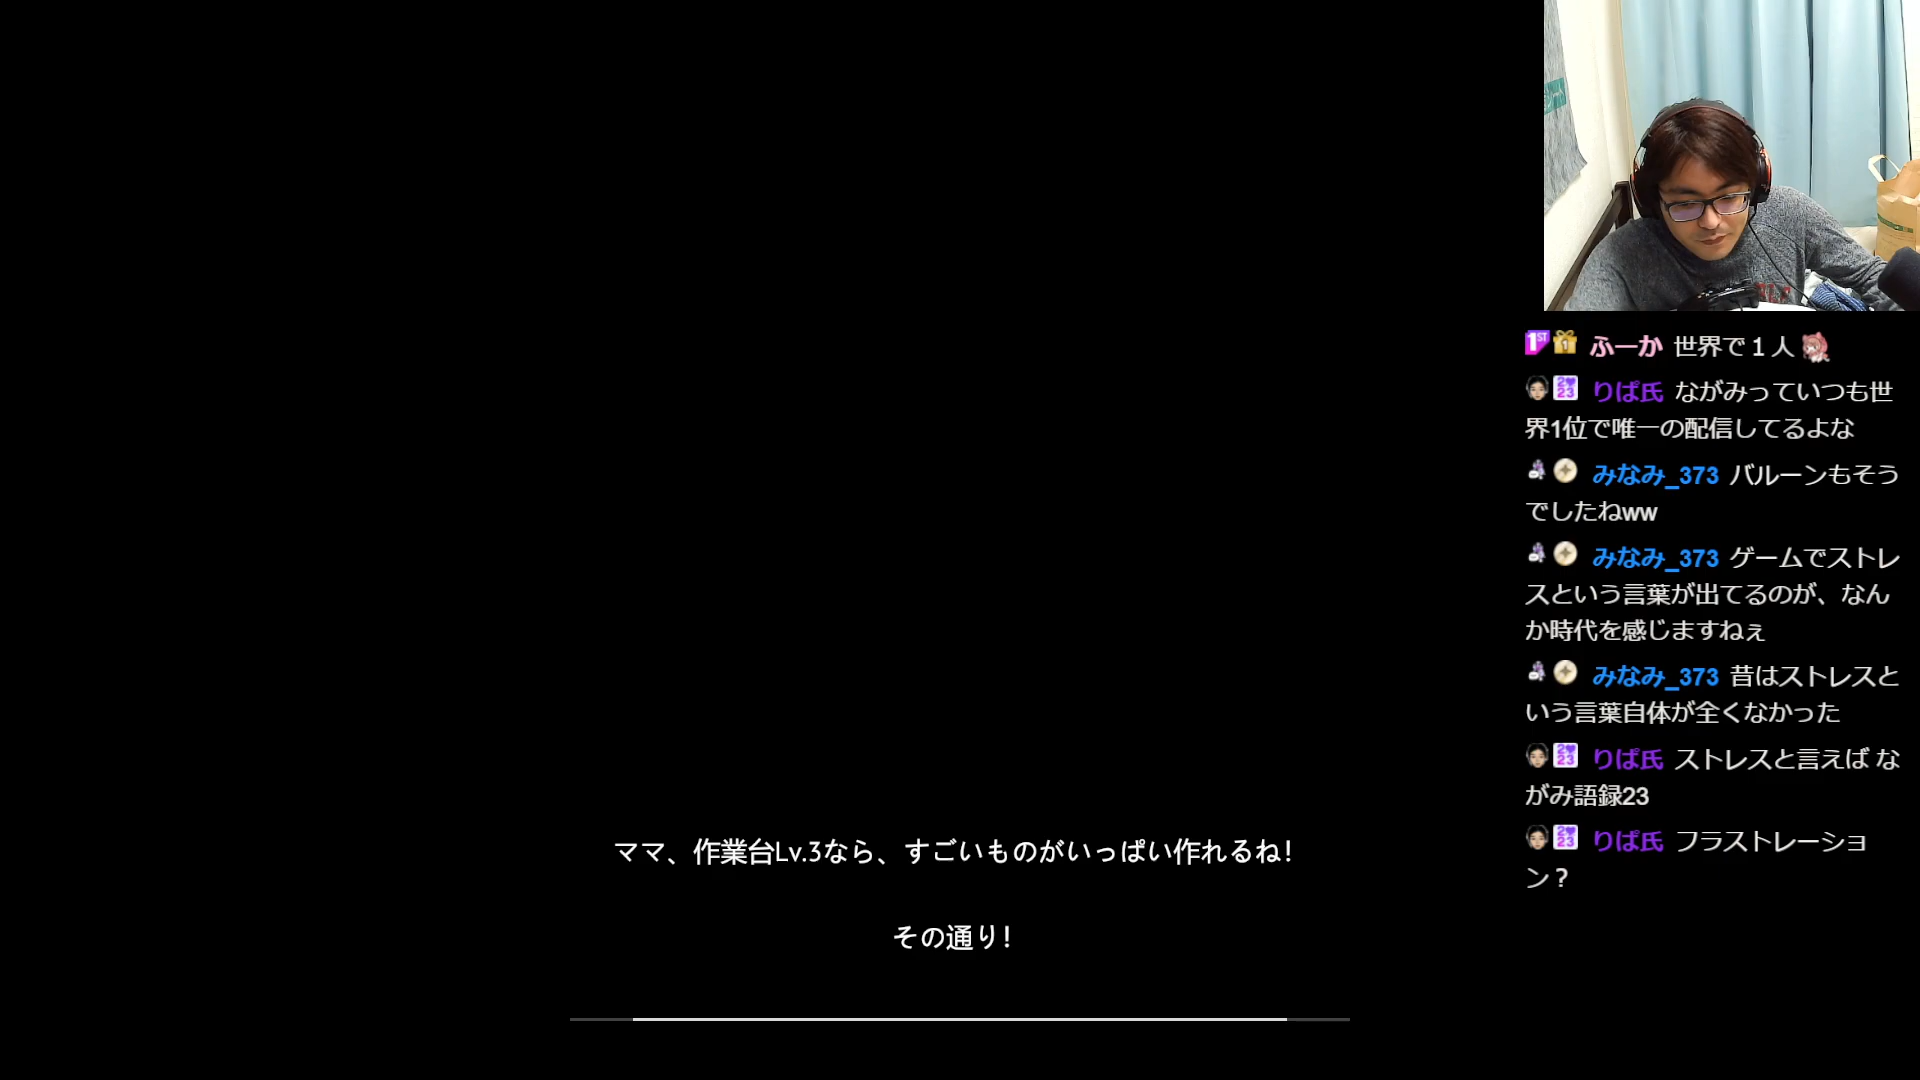 ママ、作業台Lv.3なら、すごいものがいっぱい作れるね!
その通り!
1ST 1 ふーか 世界で１人
2 23 りぱ氏 ながみっていつも世
界1位で唯一の配信してるよな
みなみ_373 バルーンもそう
でしたねww
みなみ_373 ゲームでストレ
スという言葉が出てるのが、なん
か時代を感じますねぇ
みなみ_373 昔はストレスと
いう言葉自体が全くなかった
2 23 りぱ氏 ストレスと言えば な
がみ語録23
2 23 りぱ氏 フラストレーショ
ン？